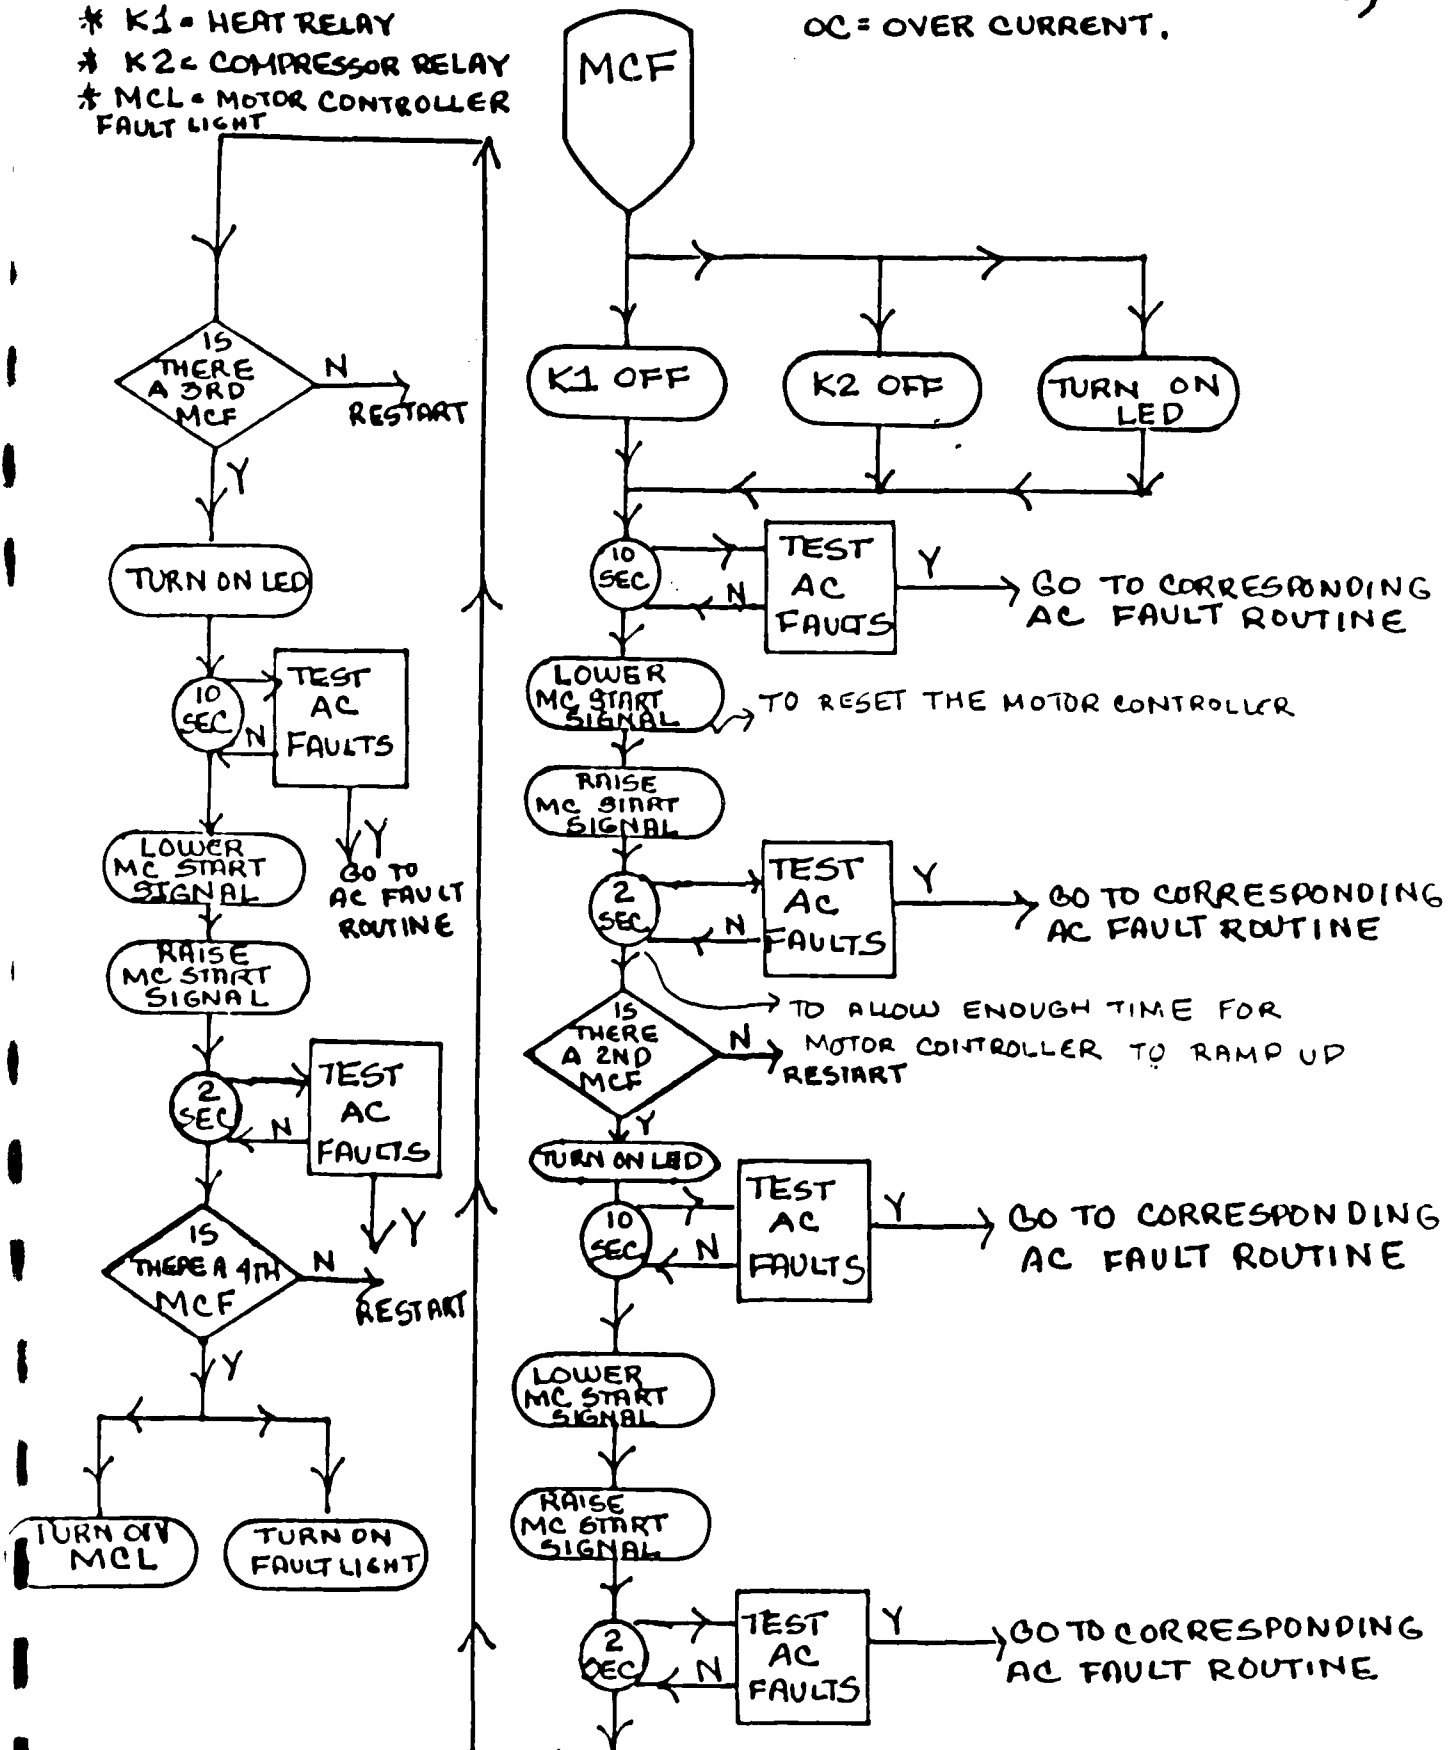 * K1 = HEAT RELAY
* K2 = COMPRESSOR RELAY
* MCL = MOTOR CONTROLLER
FAULT LIGHT
OC = OVER CURRENT.
MCF
K1 OFF
K2 OFF
TURN ON
LED
10
SEC
TEST
AC
FAULTS
N
Y
GO TO CORRESPONDING
AC FAULT ROUTINE
LOWER
MC START
SIGNAL
TO RESET THE MOTOR CONTROLLER
RAISE
MC START
SIGNAL
2
SEC
TEST
AC
FAULTS
N
Y
GO TO CORRESPONDING
AC FAULT ROUTINE
TO ALLOW ENOUGH TIME FOR
MOTOR CONTROLLER TO RAMP UP
IS
THERE
A 2ND
MCF
N
RESTART
Y
TURN ON LED
10
SEC
TEST
AC
FAULTS
N
Y
GO TO CORRESPONDING
AC FAULT ROUTINE
LOWER
MC START
SIGNAL
RAISE
MC START
SIGNAL
2
SEC
TEST
AC
FAULTS
N
Y
GO TO CORRESPONDING
AC FAULT ROUTINE
IS
THERE
A 3RD
MCF
N
RESTART
Y
TURN ON LED
10
SEC
TEST
AC
FAULTS
N
Y
GO TO
AC FAULT
ROUTINE
LOWER
MC START
SIGNAL
RAISE
MC START
SIGNAL
2
SEC
TEST
AC
FAULTS
N
Y
IS
THERE A 4TH
MCF
N
RESTART
Y
TURN ON
MCL
TURN ON
FAULT LIGHT